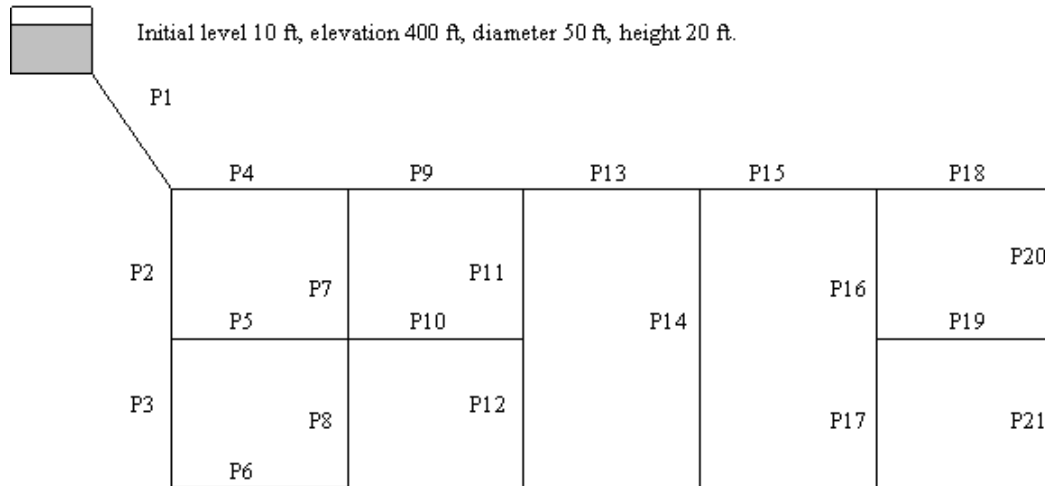 Initial level 10 ft, elevation 400 ft, diameter 50 ft, height 20 ft.
P1
P4 P9 P13 P15 P18
P20
P2 P11
P7 P16
P5 P10 P14 P19
P3 P12
P8 P17 P21
P6